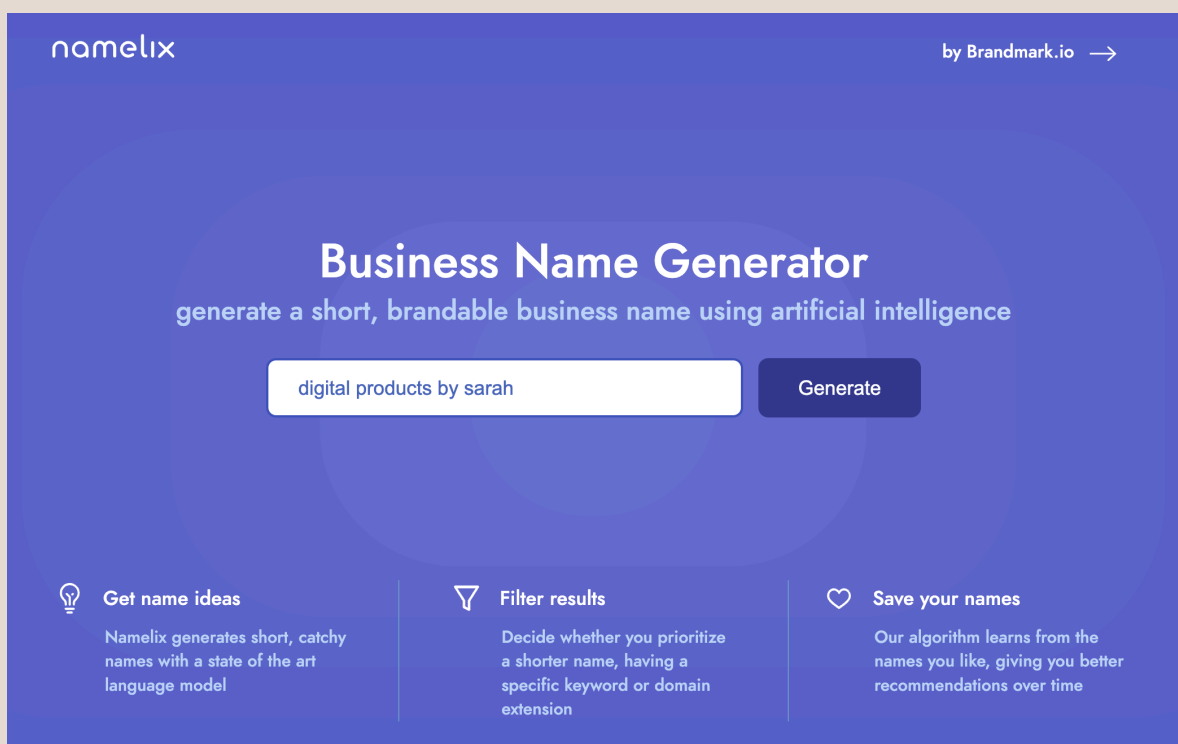 namelix
by Brandmark.io
Business Name Generator
generate a short, brandable business name using artificial intelligence
digital products by sarah
Generate
Get name ideas
Namelix generates short, catchy
names with a state of the art
language model
Filter results
Decide whether you prioritize
a shorter name, having a
specific keyword or domain
extension
Save your names
Our algorithm learns from the
names you like, giving you better
recommendations over time